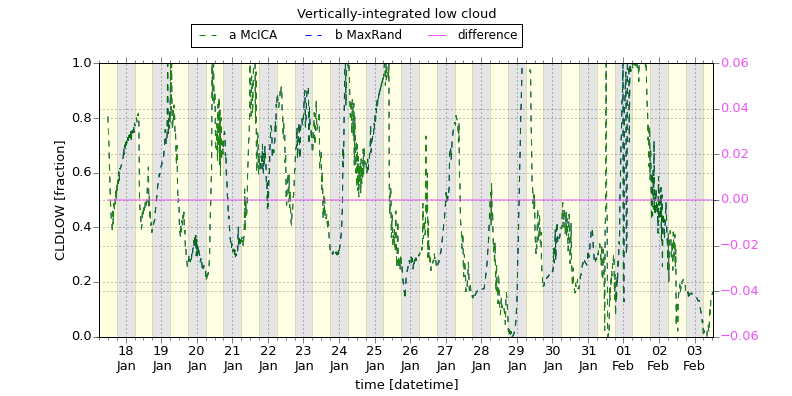 Vertically-integrated low cloud
a McICA b MaxRand difference
CLDLOW [fraction]
1.0
0.8
0.6
0.4
0.2
0.0
0.06
0.04
0.02
0.00
−0.02
−0.04
−0.06
18 19 20 21 22 23 24 25 26 27 28 29 30 31 01 02 03
Jan Jan Jan Jan Jan Jan Jan Jan Jan Jan Jan Jan Jan Jan Feb Feb Feb
time [datetime]